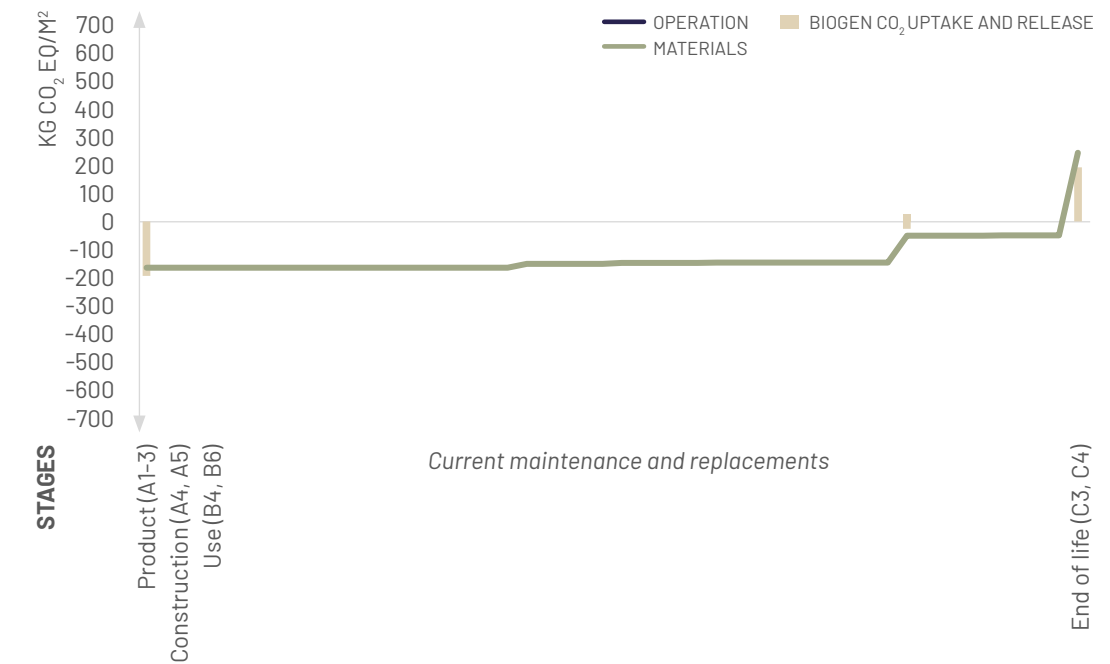 KG CO₂ EQ/M²
700
600
500
400
300
200
100
0
-100
-200
-300
-400
-500
-600
-700
OPERATION
MATERIALS
BIOGEN CO₂ UPTAKE AND RELEASE
STAGES
Product (A1-3)
Construction (A4, A5)
Use (B4, B6)
Current maintenance and replacements
End of life (C3, C4)